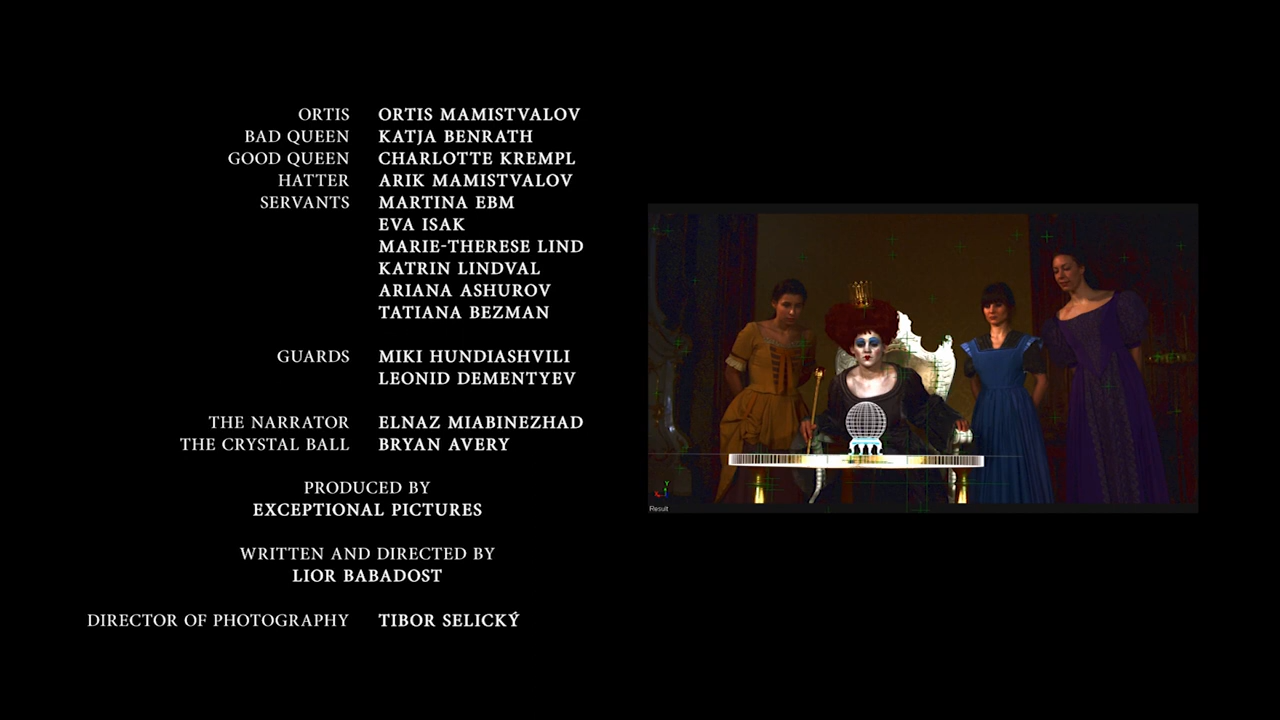 ORTIS ORTIS MAMISTVALOV
BAD QUEEN KATJA BENRATH
GOOD QUEEN CHARLOTTE KREMPL
HATTER ARIK MAMISTVALOV
SERVANTS MARTINA EBM
EVA ISAK
MARIE-THERESE LIND
KATRIN LINDVAL
ARIANA ASHUROV
TATIANA BEZMAN
GUARDS MIKI HUNDIASHVILI
LEONID DEMENTYEV
THE NARRATOR ELNAZ MIABINEZHAD
THE CRYSTAL BALL BRYAN AVERY
PRODUCED BY
EXCEPTIONAL PICTURES
WRITTEN AND DIRECTED BY
LIOR BABADOST
DIRECTOR OF PHOTOGRAPHY TIBOR SELICKÝ
Y
X
Result